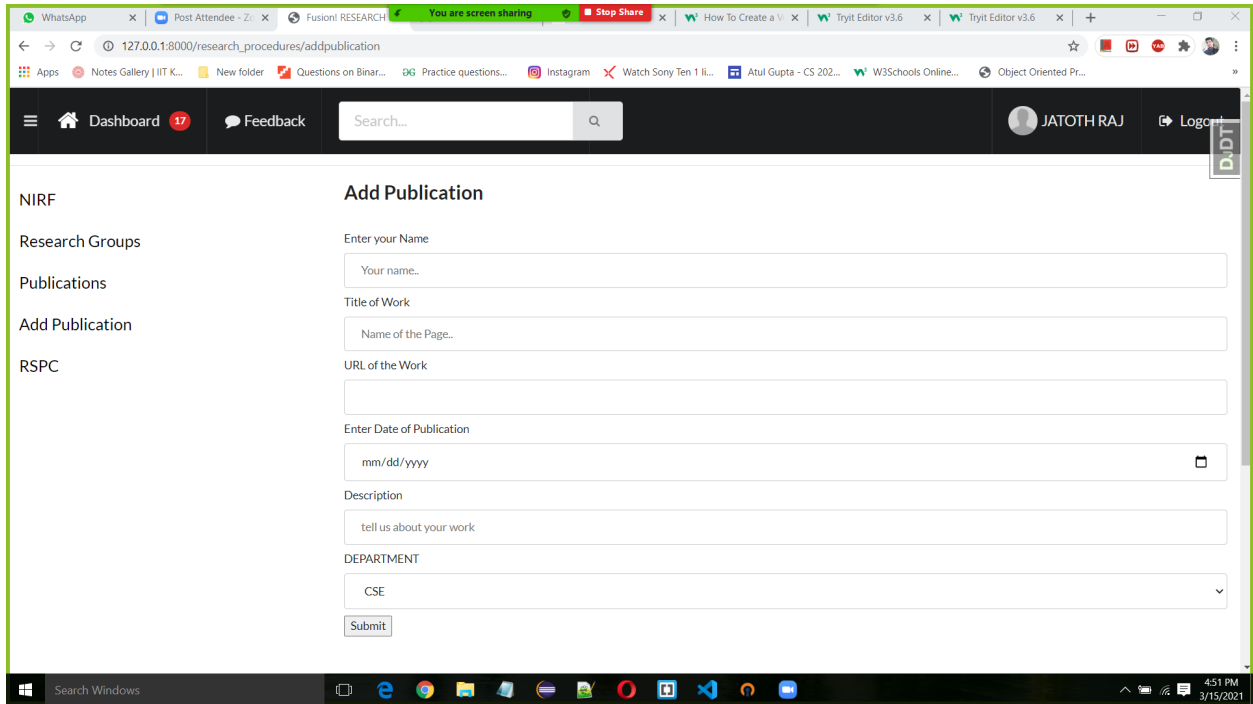 WhatsApp
Post Attendee - Zo
Fusion! RESEARCH
You are screen sharing
Stop Share
How To Create a V
Tryit Editor v3.6
Tryit Editor v3.6
127.0.0.1:8000/research_procedures/addpublication
Apps
Notes Gallery | IIT K...
New folder
Questions on Binar...
Practice questions...
Instagram
Watch Sony Ten 1 li...
Atul Gupta - CS 202...
W3Schools Online...
Object Oriented Pr...
»
Dashboard 17
Feedback
Search...
JATOTH RAJ
Logout
DJDT
NIRF
Research Groups
Publications
Add Publication
RSPC
Add Publication
Enter your Name
Your name..
Title of Work
Name of the Page..
URL of the Work
Enter Date of Publication
mm/dd/yyyy
Description
tell us about your work
DEPARTMENT
CSE
Submit
Search Windows
4:51 PM
3/15/2021